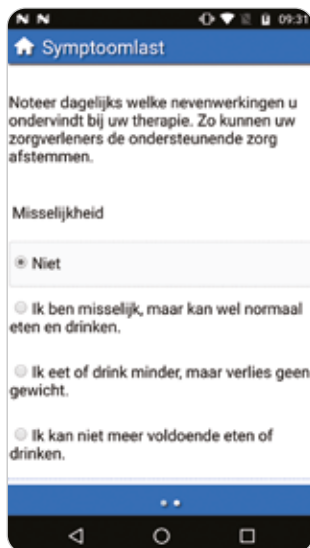 09:31
Symptoomlast
Noteer dagelijks welke nevenwerkingen u
ondervindt bij uw therapie. Zo kunnen uw
zorgverleners de ondersteunende zorg
afstemmen.
Misselijkheid
Niet
Ik ben misselijk, maar kan wel normaal
eten en drinken.
Ik eet of drink minder, maar verlies geen
gewicht.
Ik kan niet meer voldoende eten of
drinken.